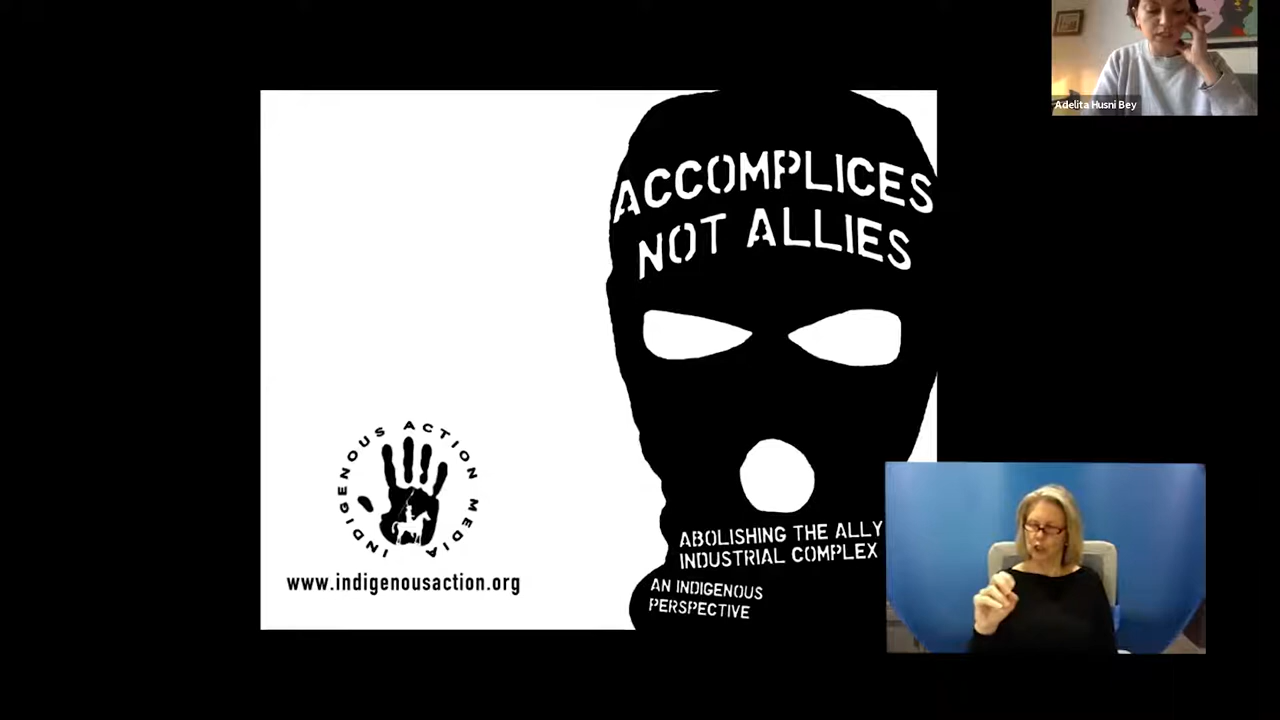 Adelita Husni Bey
ACCOMPLICES
NOT ALLIES
INDIGENOUS ACTION MEDIA
www.indigenousaction.org
ABOLISHING THE ALLY
INDUSTRIAL COMPLEX
AN INDIGENOUS
PERSPECTIVE